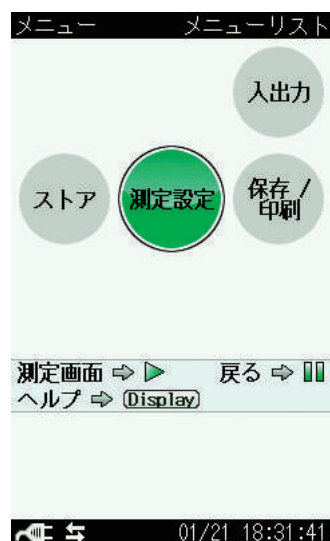 メニュー メニューリスト
入出力
ストア 測定設定 保存/
印刷
測定画面 ⇨ ▷ 戻る ⇨ ▯▯
ヘルプ ⇨ (Display)
01/21 18:31:41